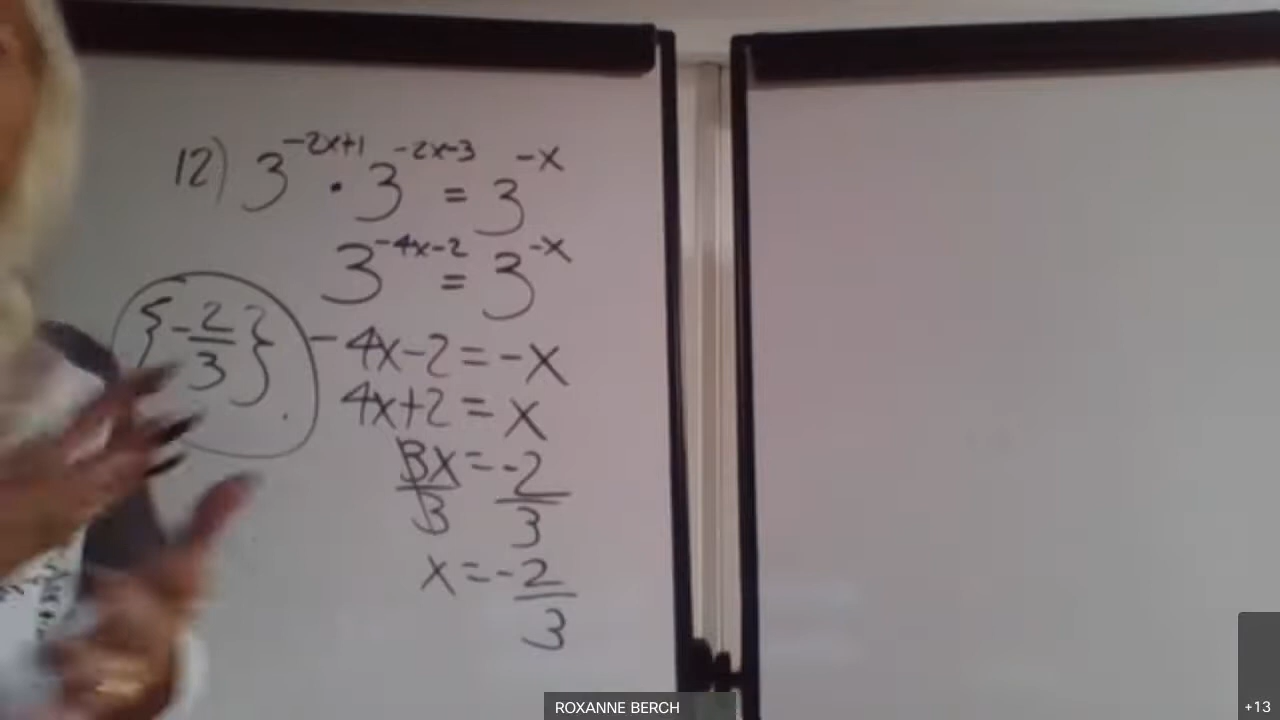 12) 3^{-2x+1} · 3^{-2x-3} = 3^{-x}
3^{-4x-2} = 3^{-x}
{-2/3}
-4x-2 = -x
4x+2 = x
3x/3 = -2/3
x = -2/3
ROXANNE BERCH
+13